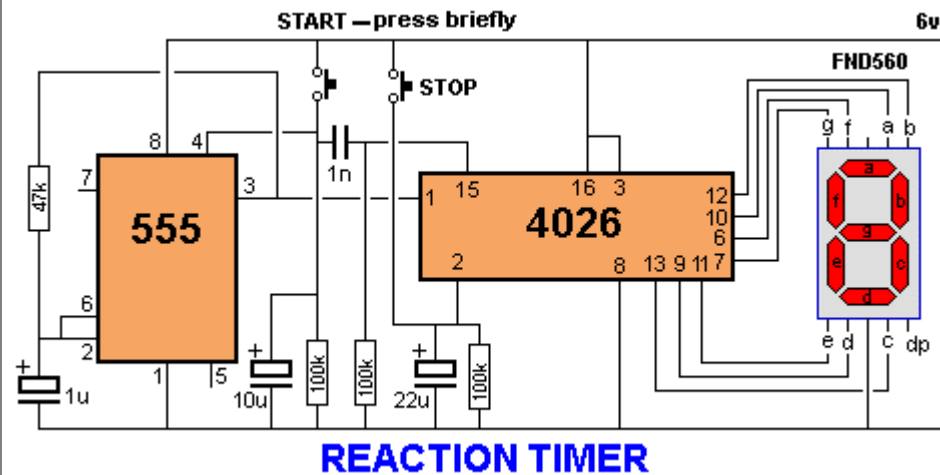 START — press briefly
6v
FND560
STOP
g f a b
8 4
1n
7
47k
3
555
1 15 16 3
4026
12
10
6
7
2 8 13 9 11
a
f b
g
e c
d
6
2
1 5
+
1u
+
10u
100k
100k
+
22u
100k
e d c dp
REACTION TIMER